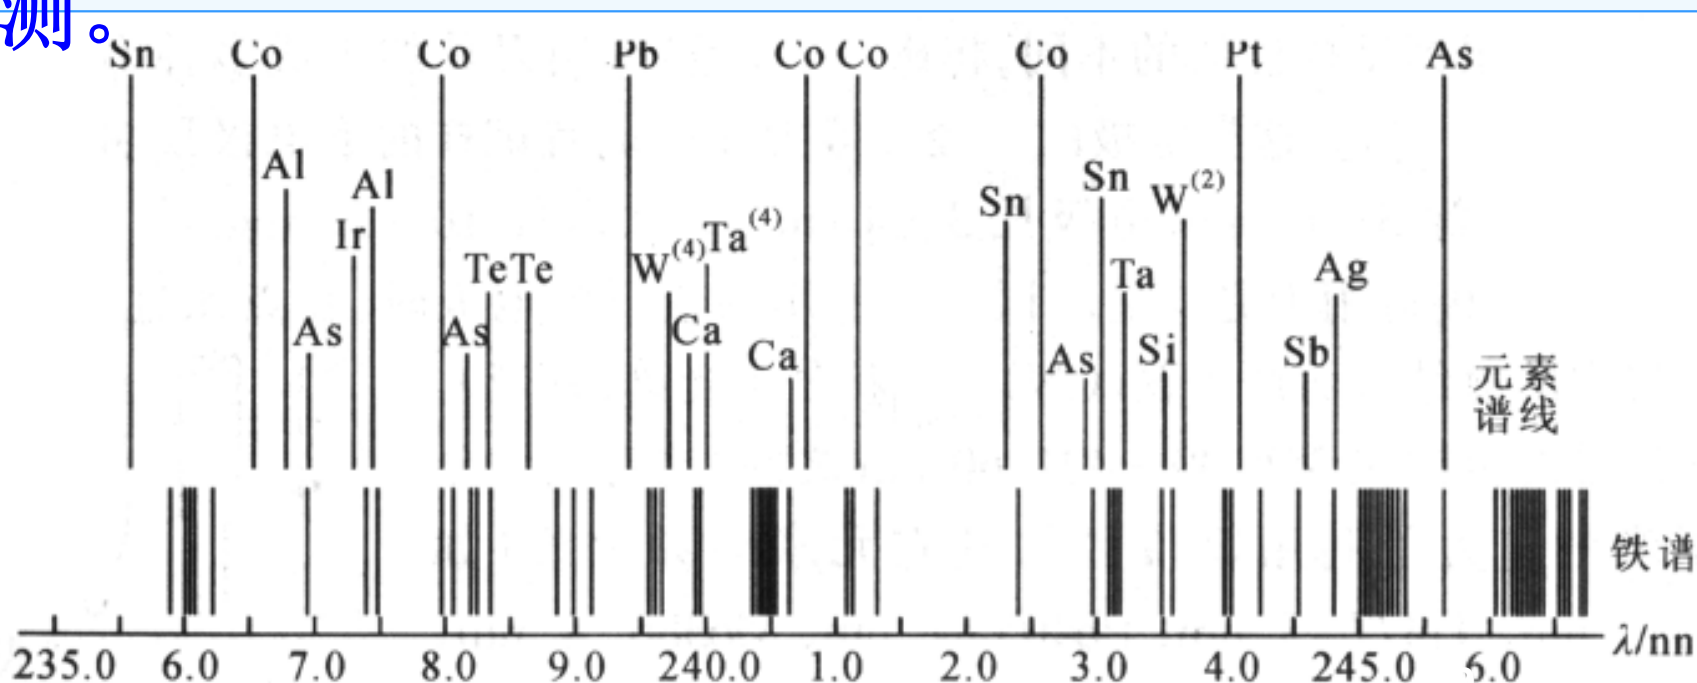 测。
Sn Co Co Pb Co Co Co Pt As
Al
Al Sn W(2)
Sn
Ir Ta(4)
Te Te W(4) Ta Ag
As As Ca Si Sb
Ca As
元素
谱线
铁谱
λ/nn
235.0 6.0 7.0 8.0 9.0 240.0 1.0 2.0 3.0 4.0 245.0 6.0